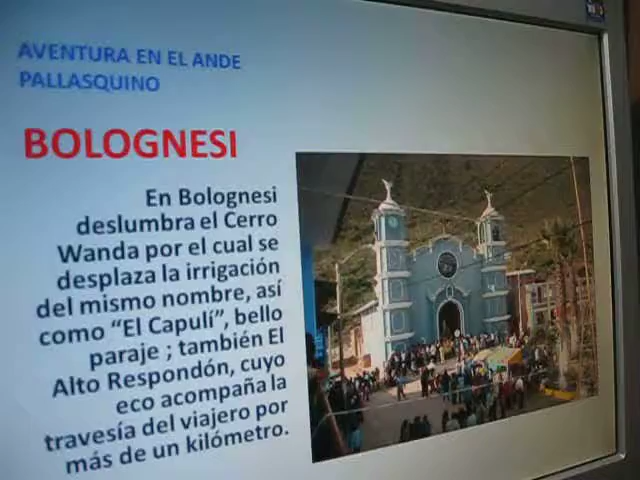 AVENTURA EN EL ANDE
PALLASQUINO
BOLOGNESI
En Bolognesi
deslumbra el Cerro
Wanda por el cual se
desplaza la irrigación
del mismo nombre, así
como “El Capulí”, bello
paraje ; también El
Alto Respondón, cuyo
eco acompaña la
travesía del viajero por
más de un kilómetro.